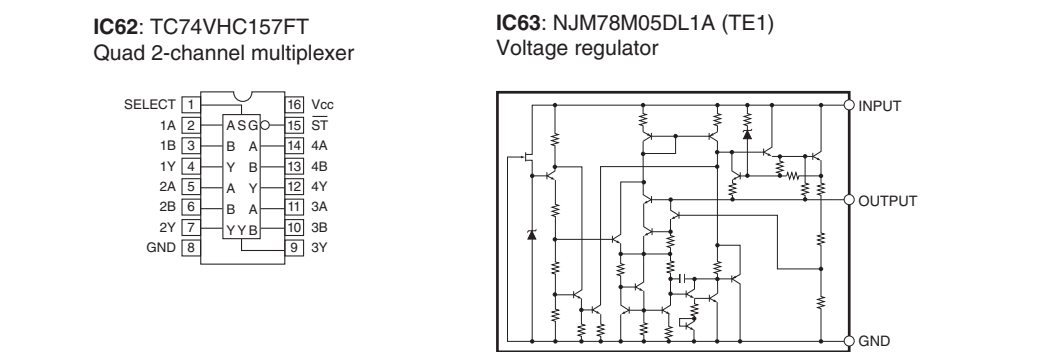 IC62: TC74VHC157FT
Quad 2-channel multiplexer
SELECT 1 16 Vcc
1A 2 A S G 15 ST
1B 3 B A 14 4A
1Y 4 Y B 13 4B
2A 5 A Y 12 4Y
2B 6 B A 11 3A
2Y 7 Y Y B 10 3B
GND 8 9 3Y
IC63: NJM78M05DL1A (TE1)
Voltage regulator
INPUT
OUTPUT
GND